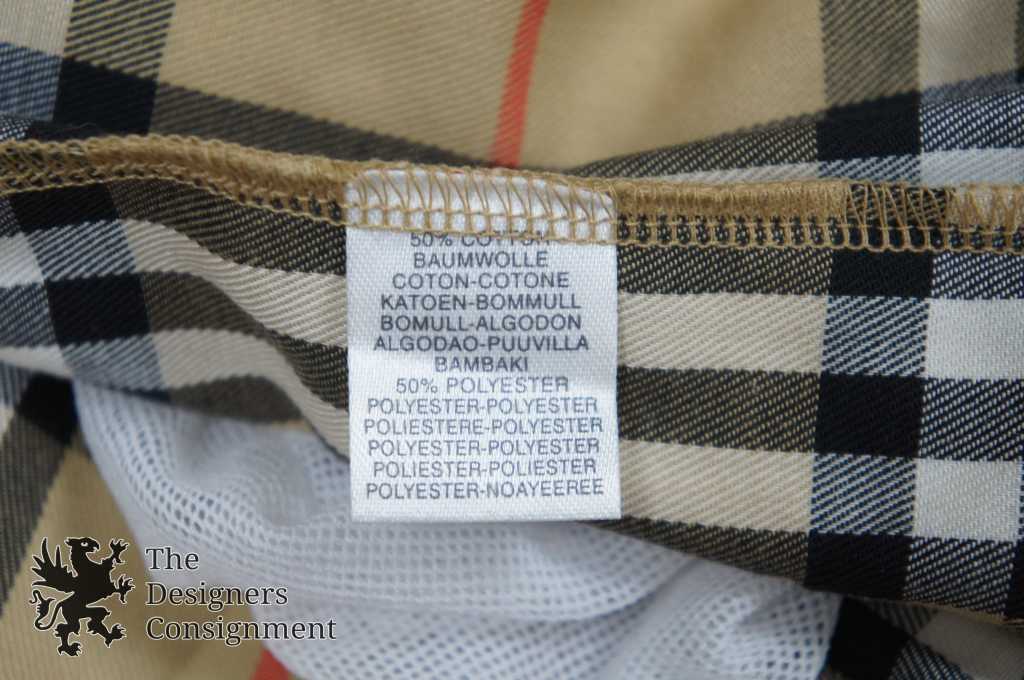 50% COTTON
BAUMWOLLE
COTON-COTONE
KATOEN-BOMMULL
BOMULL-ALGODON
ALGODAO-PUUVILLA
BAMBAKI
50% POLYESTER
POLYESTER-POLYESTER
POLIESTERE-POLYESTER
POLYESTER-POLYESTER
POLIESTER-POLIESTER
POLYESTER-NOAYEEREE
The
Designers
Consignment